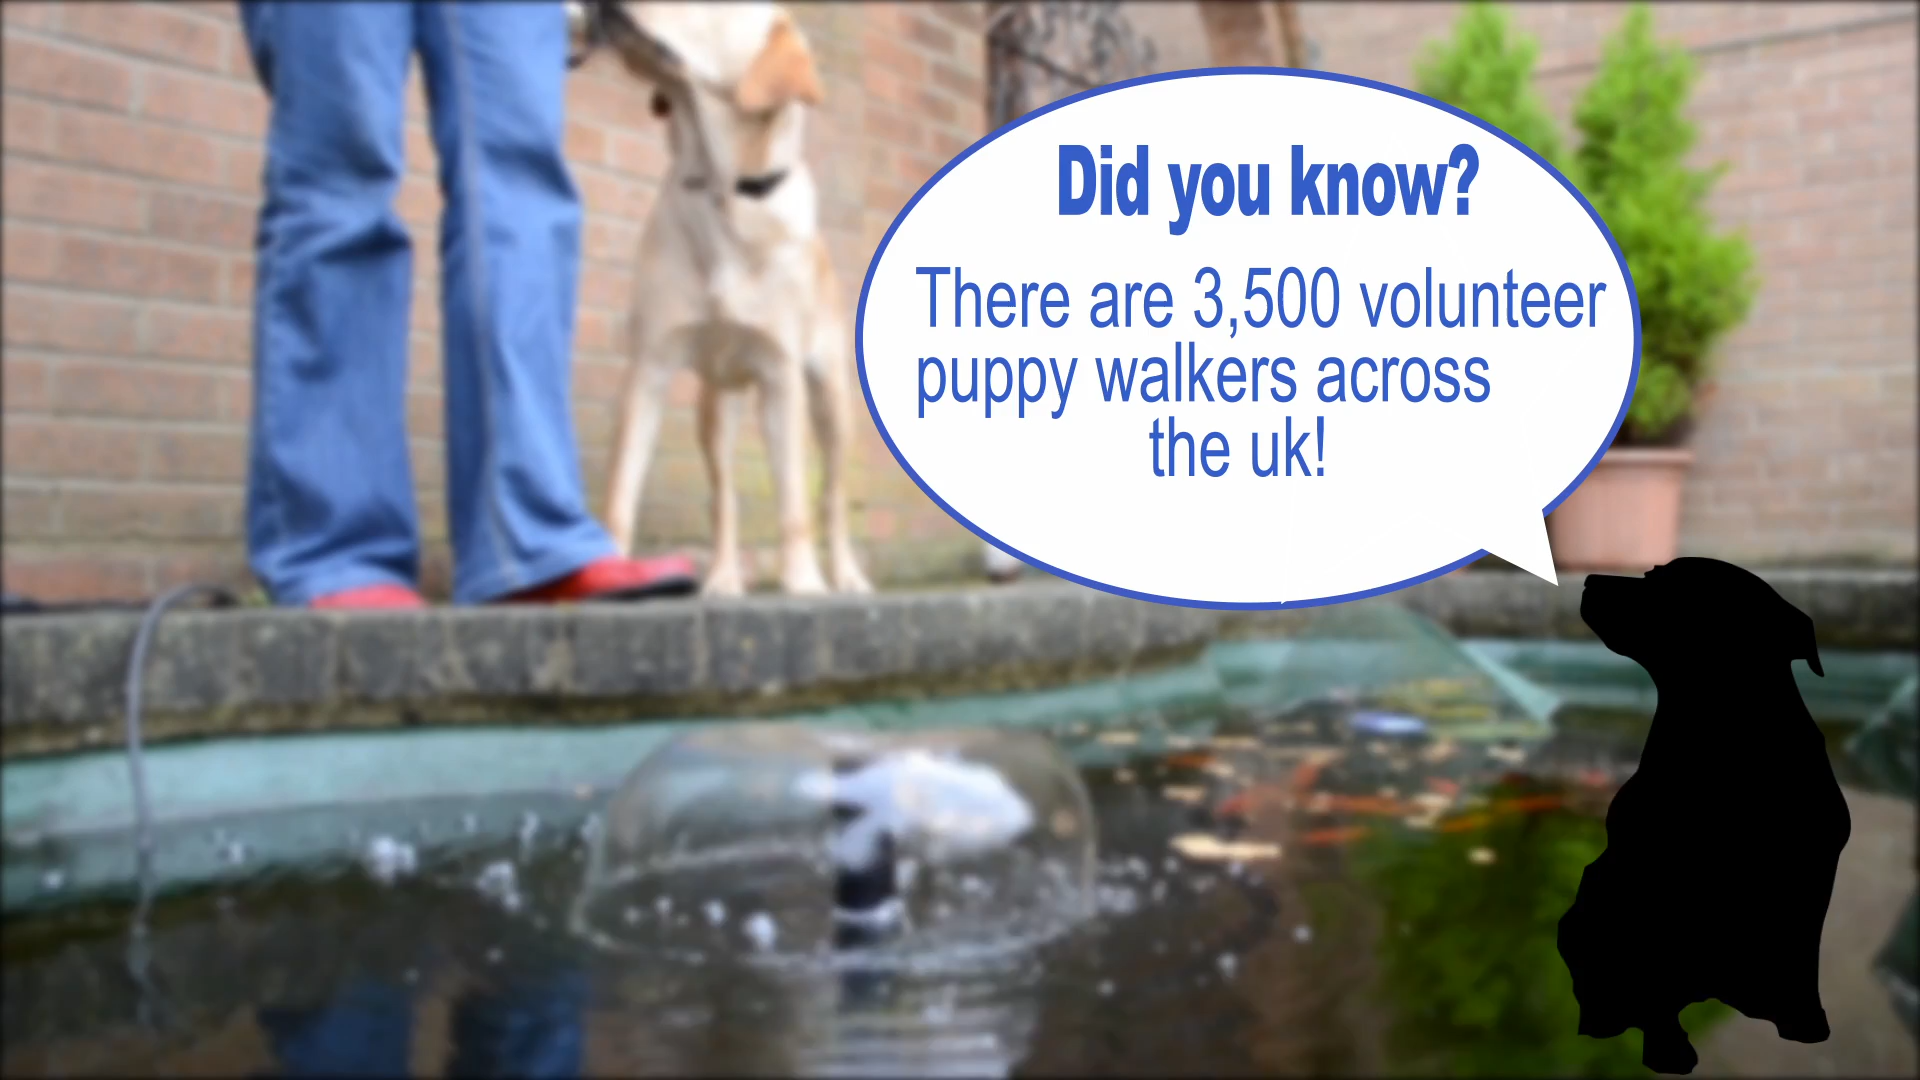 Did you know?
There are 3,500 volunteer
puppy walkers across
the uk!